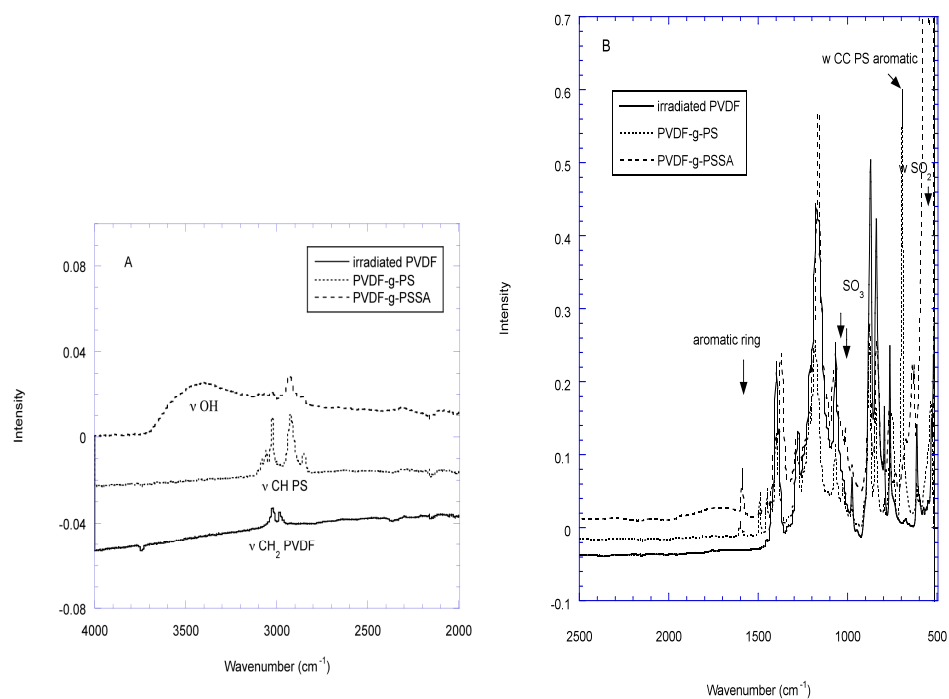 A
irradiated PVDF
PVDF-g-PS
PVDF-g-PSSA
0.08
0.04
0
-0.04
-0.08
Intensity
ν OH
ν CH PS
ν CH2 PVDF
4000 3500 3000 2500 2000
Wavenumber (cm-1)
B
irradiated PVDF
PVDF-g-PS
PVDF-g-PSSA
w CC PS aromatic
w SO2
SO3
aromatic ring
0.7
0.6
0.5
0.4
0.3
0.2
0.1
0
-0.1
Intensity
2500 2000 1500 1000 500
Wavenumber (cm-1)